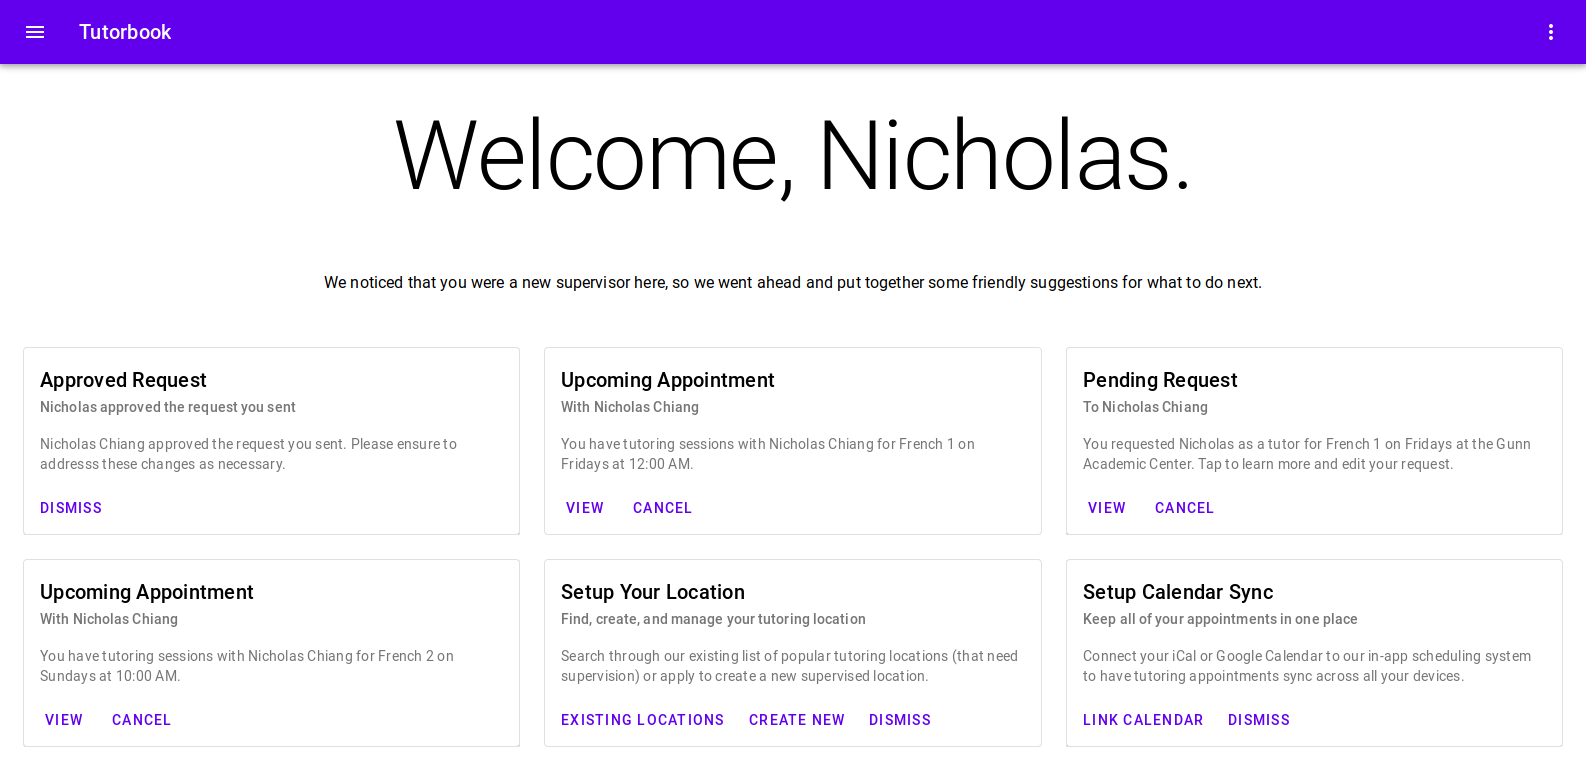 Tutorbook
Welcome, Nicholas.
We noticed that you were a new supervisor here, so we went ahead and put together some friendly suggestions for what to do next.
Approved Request
Nicholas approved the request you sent
Nicholas Chiang approved the request you sent. Please ensure to
addresss these changes as necessary.
DISMISS
Upcoming Appointment
With Nicholas Chiang
You have tutoring sessions with Nicholas Chiang for French 1 on
Fridays at 12:00 AM.
VIEW CANCEL
Pending Request
To Nicholas Chiang
You requested Nicholas as a tutor for French 1 on Fridays at the Gunn
Academic Center. Tap to learn more and edit your request.
VIEW CANCEL
Upcoming Appointment
With Nicholas Chiang
You have tutoring sessions with Nicholas Chiang for French 2 on
Sundays at 10:00 AM.
VIEW CANCEL
Setup Your Location
Find, create, and manage your tutoring location
Search through our existing list of popular tutoring locations (that need
supervision) or apply to create a new supervised location.
EXISTING LOCATIONS CREATE NEW DISMISS
Setup Calendar Sync
Keep all of your appointments in one place
Connect your iCal or Google Calendar to our in-app scheduling system
to have tutoring appointments sync across all your devices.
LINK CALENDAR DISMISS